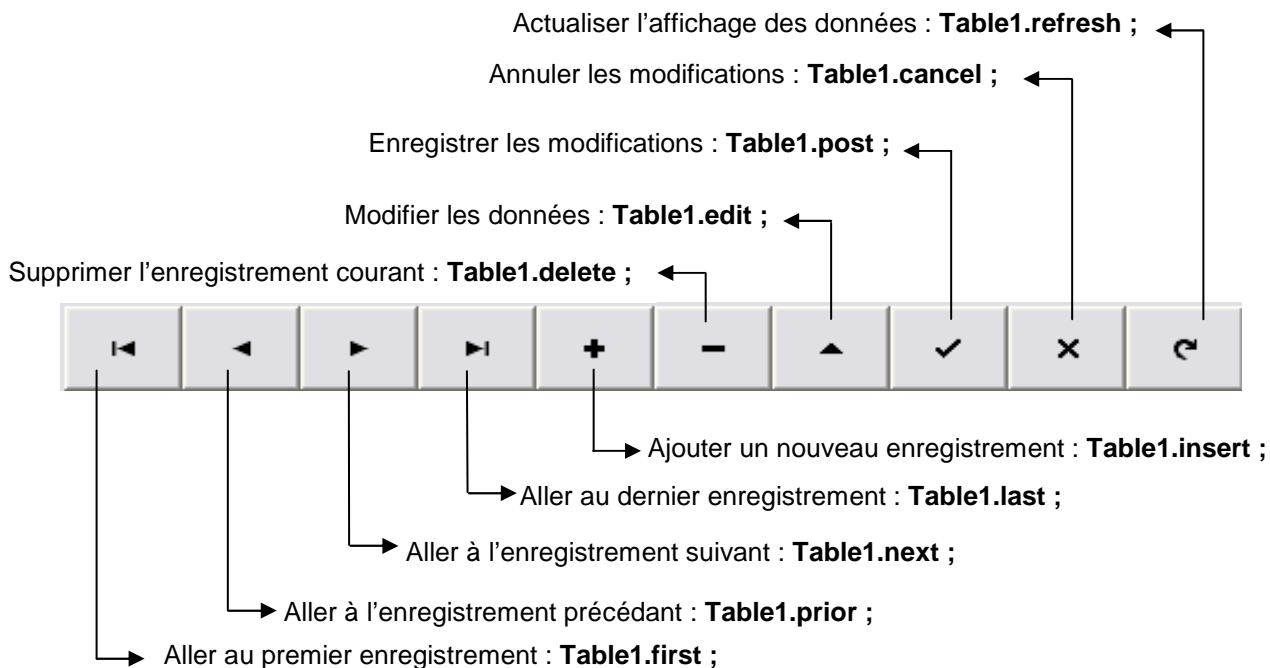 Actualiser l’affichage des données : Table1.refresh ;
Annuler les modifications : Table1.cancel ;
Enregistrer les modifications : Table1.post ;
Modifier les données : Table1.edit ;
Supprimer l’enregistrement courant : Table1.delete ;
Ajouter un nouveau enregistrement : Table1.insert ;
Aller au dernier enregistrement : Table1.last ;
Aller à l’enregistrement suivant : Table1.next ;
Aller à l’enregistrement précédant : Table1.prior ;
Aller au premier enregistrement : Table1.first ;